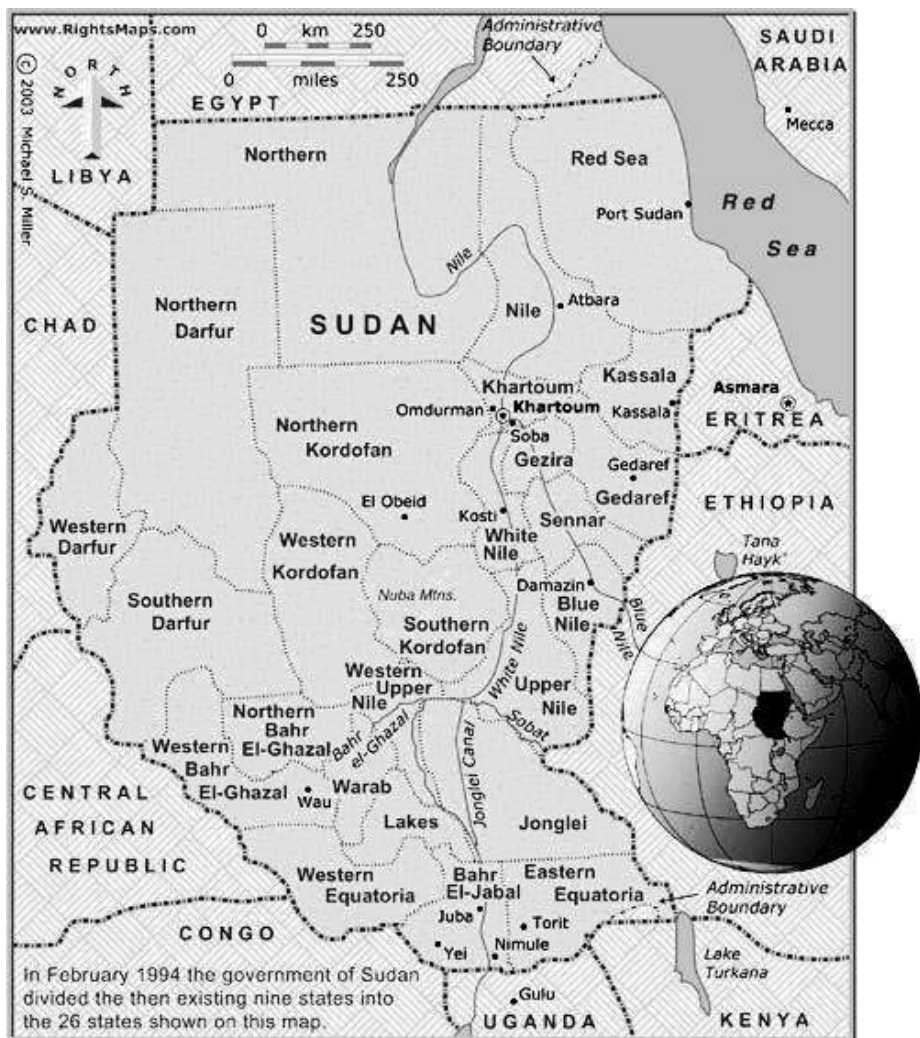 www.RightsMaps.com
© 2003 Michael S. Miller
NORTH
0 km 250
0 miles 250
Administrative
Boundary
SAUDI
ARABIA
Mecca
EGYPT
LIBYA
Northern
Red Sea
Port Sudan
Red
Sea
Nile
Northern
Darfur
SUDAN
Nile
Atbara
CHAD
Khartoum
Kassala
Asmara
Omdurman
Khartoum
Kassala
ERITREA
Soba
Northern
Kordofan
Gezira
Gedaref
Gedaref
El Obeid
Kosti
Sennar
ETHIOPIA
Western
Darfur
Western
Kordofan
White
Nile
Tana
Hayk'
Southern
Darfur
Nuba Mtns.
Damazin
Blue
Nile
Blue
Nile
Southern
Kordofan
White Nile
Western
Upper
Nile
Upper
Nile
Northern
Bahr
El-Ghazal
Bahr
el-Ghazal
Sobat
Western
Bahr
El-Ghazal
Wau
Warab
Jonglei Canal
Lakes
Jonglei
CENTRAL
AFRICAN
REPUBLIC
Western
Equatoria
Bahr
El-Jabal
Eastern
Equatoria
Administrative
Boundary
Juba
Torit
CONGO
Yei
Nimule
Lake
Turkana
In February 1994 the government of Sudan
divided the then existing nine states into
the 26 states shown on this map.
Gulu
UGANDA
KENYA